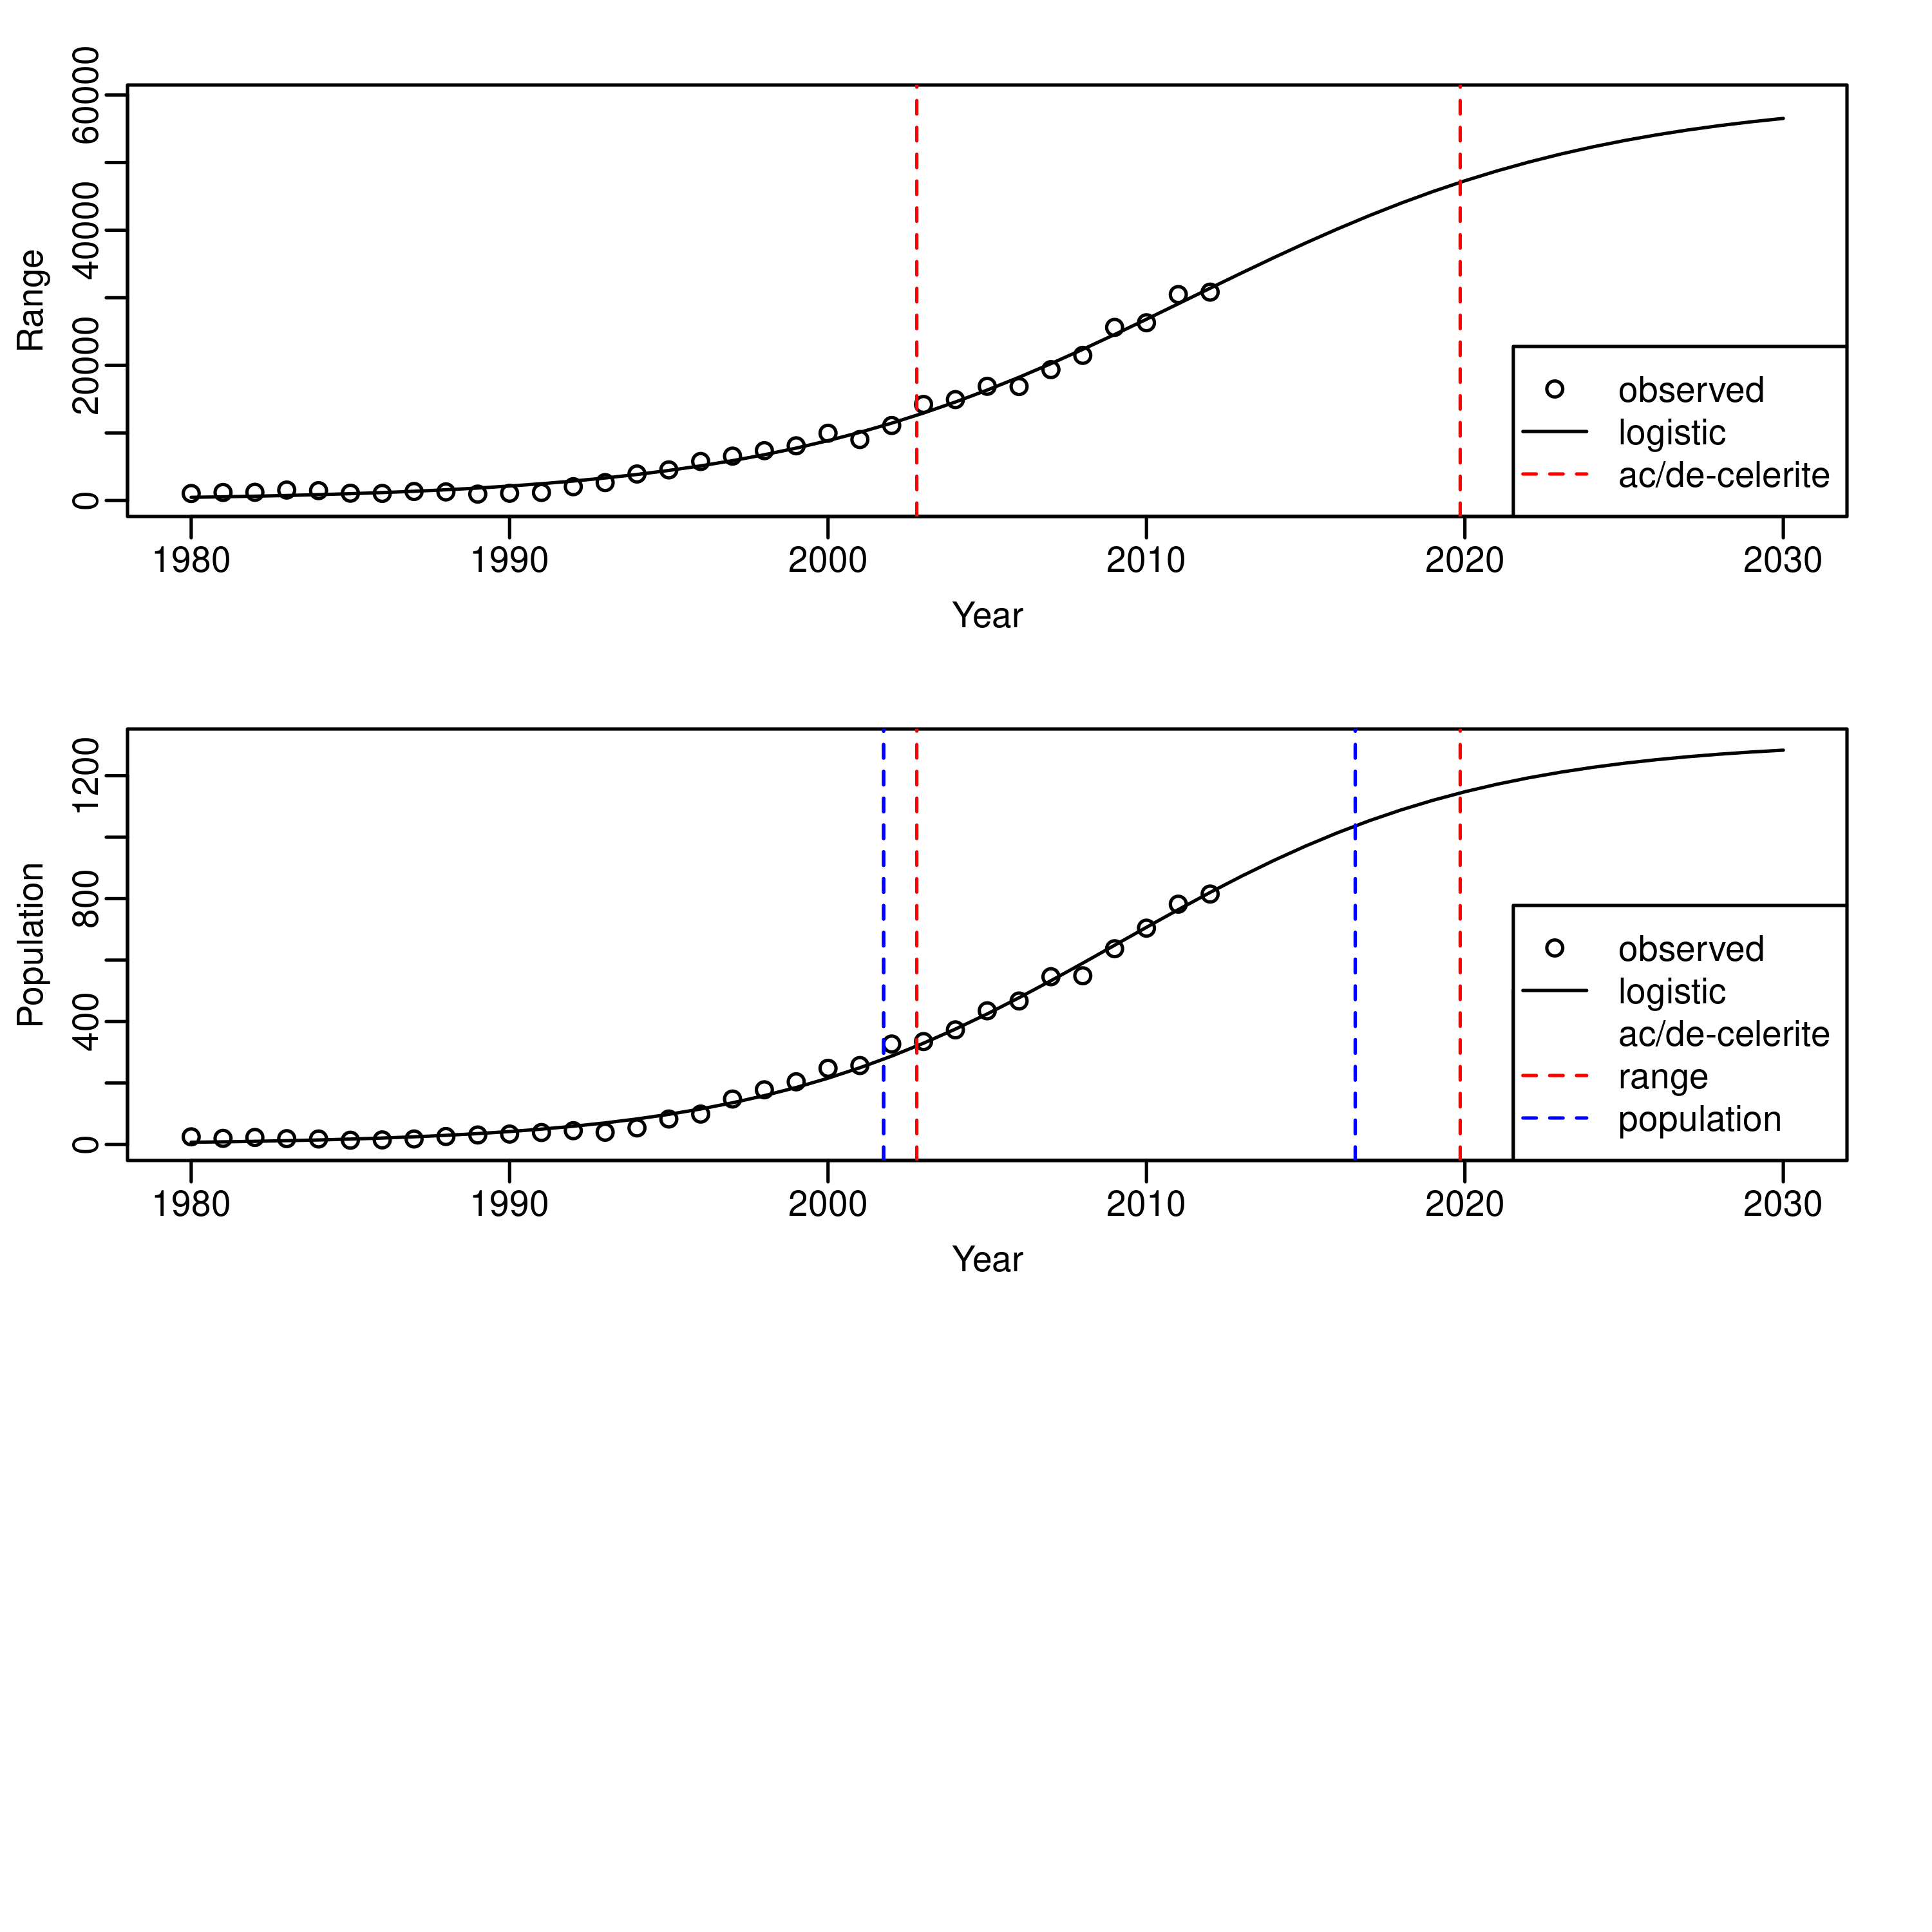 60000
40000
20000
0
Range
observed
logistic
ac/de-celerite
1980 1990 2000 2010 2020 2030
Year
1200
800
400
0
Population
observed
logistic
ac/de-celerite
range
population
1980 1990 2000 2010 2020 2030
Year